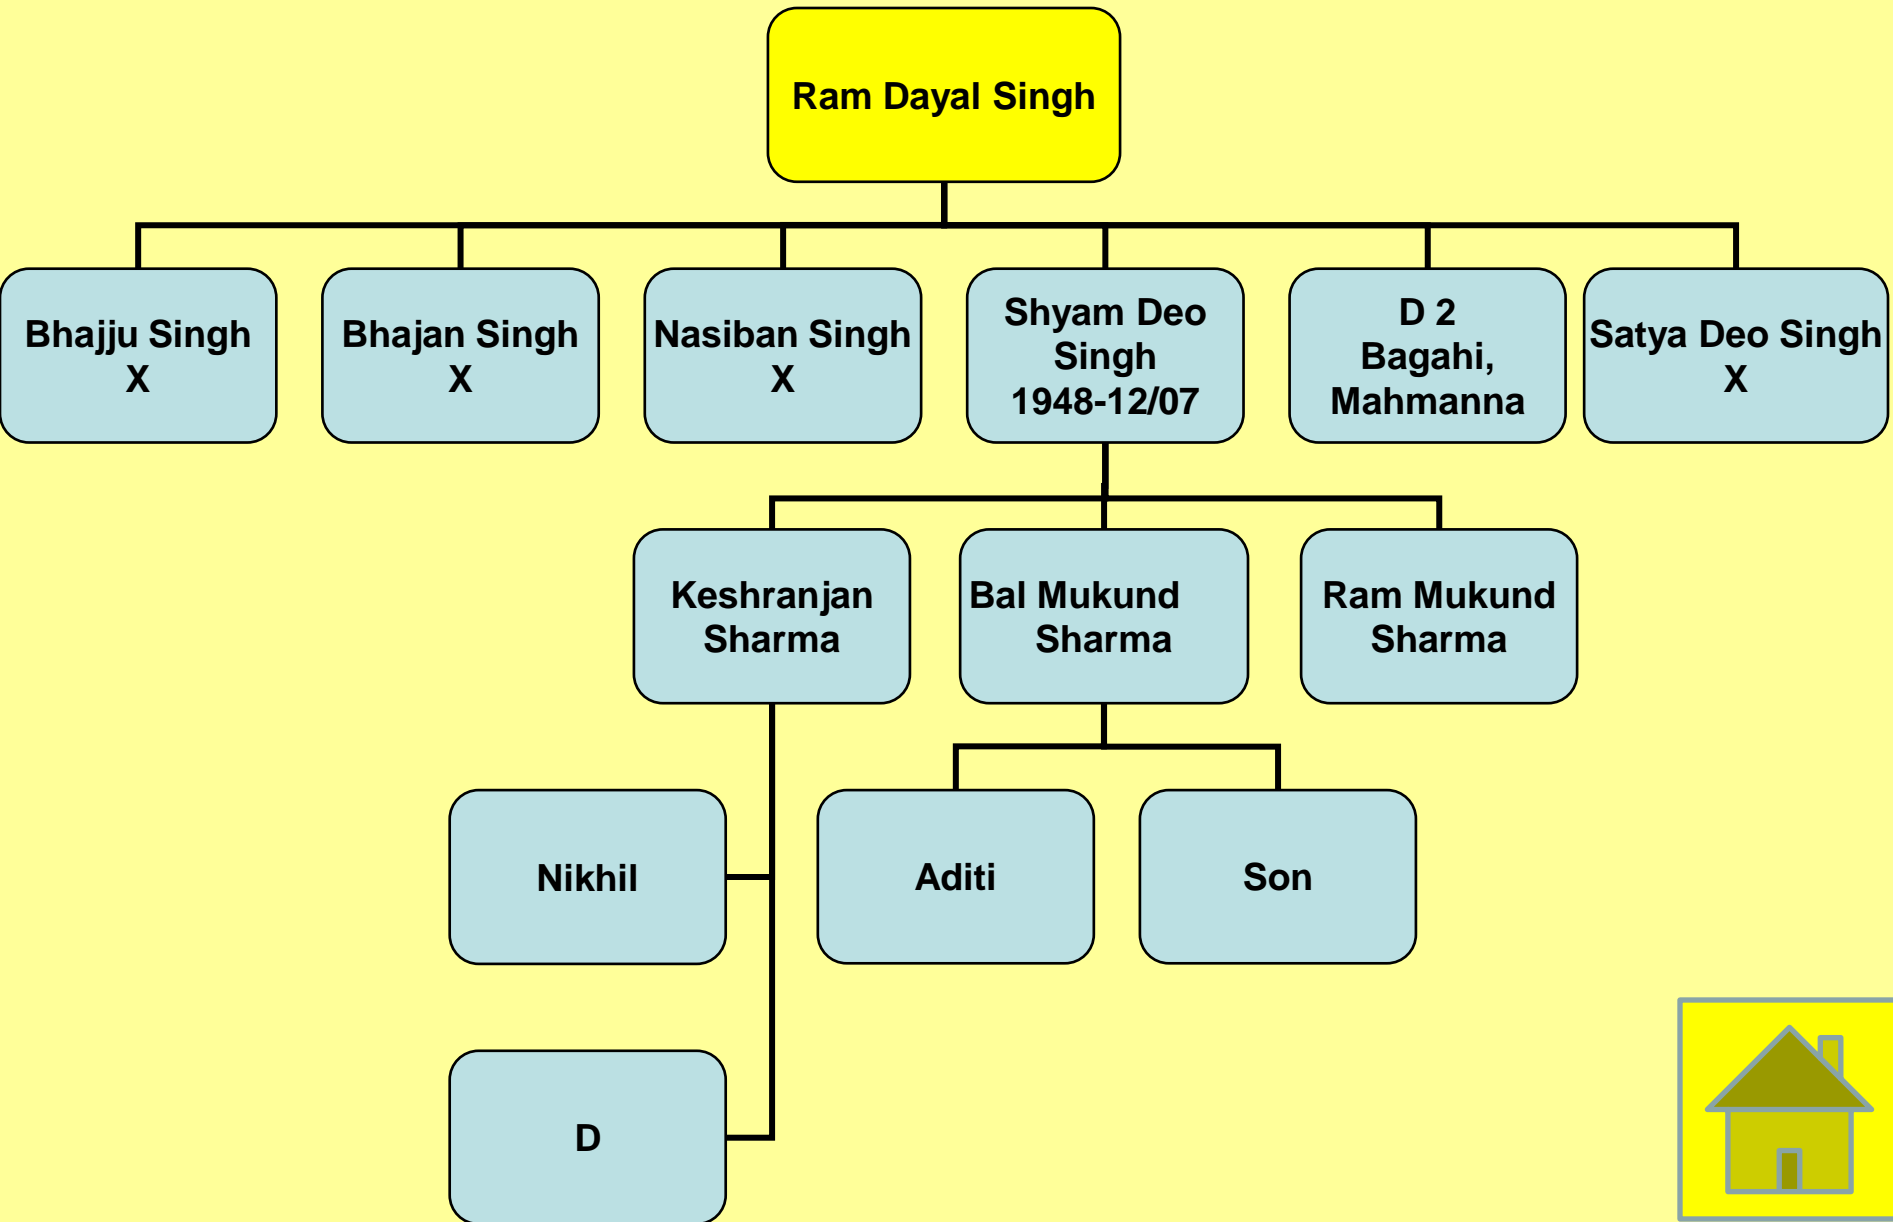 Ram Dayal Singh
Bhajju Singh
X
Bhajan Singh
X
Nasiban Singh
X
Shyam Deo
Singh
1948-12/07
D 2
Bagahi,
Mahmanna
Satya Deo Singh
X
Keshranjan
Sharma
Bal Mukund
Sharma
Ram Mukund
Sharma
Nikhil
Aditi
Son
D